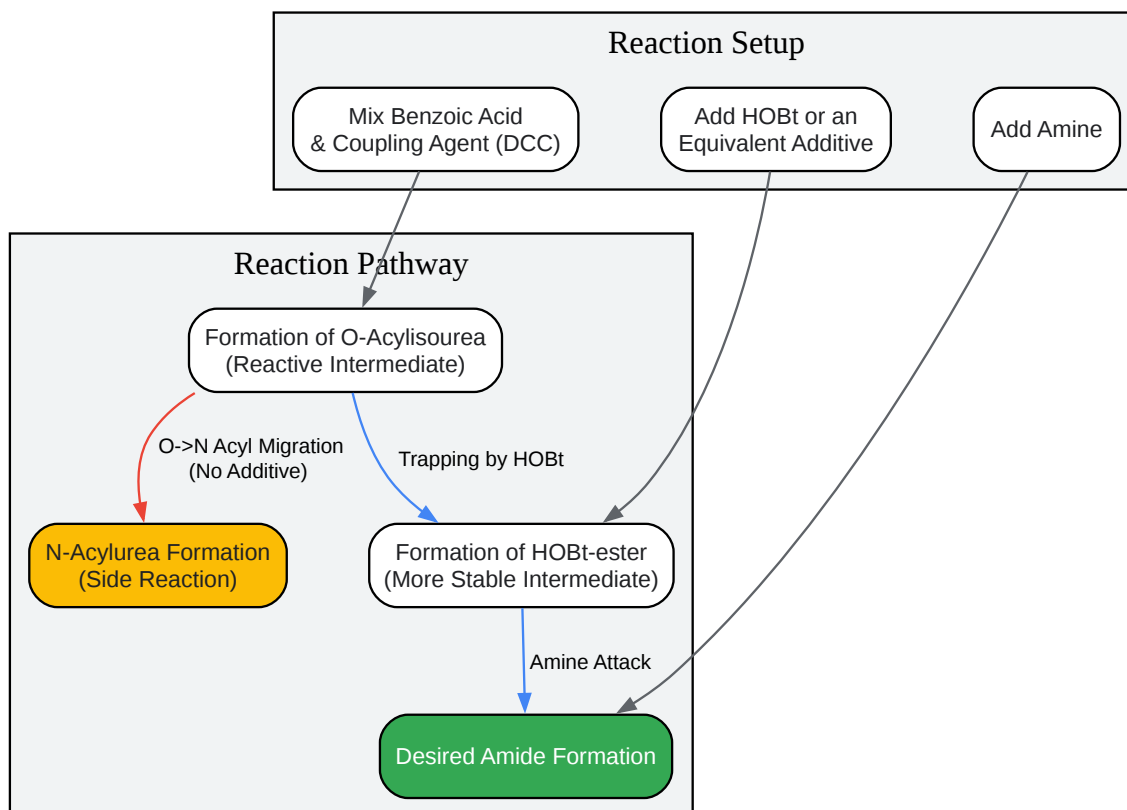 Reaction Setup
Mix Benzoic Acid
& Coupling Agent (DCC)
Add HOBt or an
Equivalent Additive
Add Amine
Reaction Pathway
Formation of O-Acylisourea
(Reactive Intermediate)
O->N Acyl Migration
(No Additive)
Trapping by HOBt
N-Acylurea Formation
(Side Reaction)
Formation of HOBt-ester
(More Stable Intermediate)
Amine Attack
Desired Amide Formation